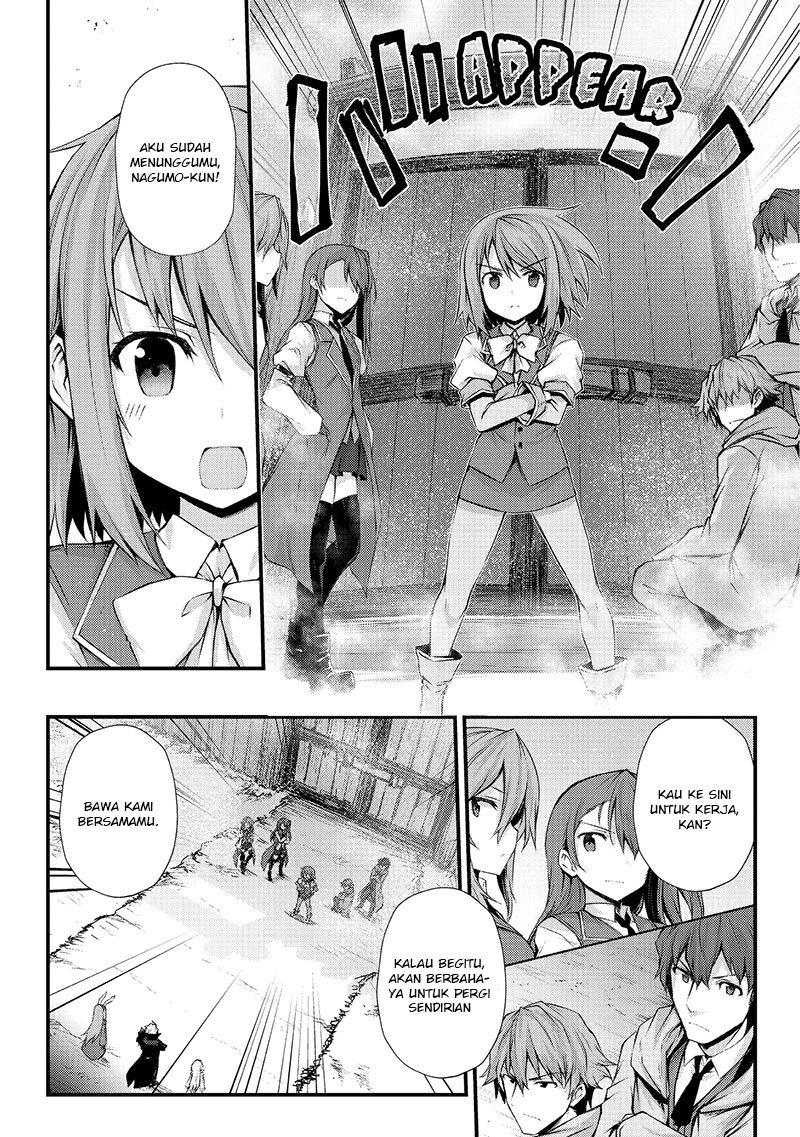 APPEAR
AKU SUDAH
MENUNGGUMU,
NAGUMO-KUN!
KAU KE SINI
UNTUK KERJA,
KAN?
KALAU BEGITU,
AKAN BERBAHA-
YA UNTUK PERGI
SENDIRIAN
BAWA KAMI
BERSAMAMU.